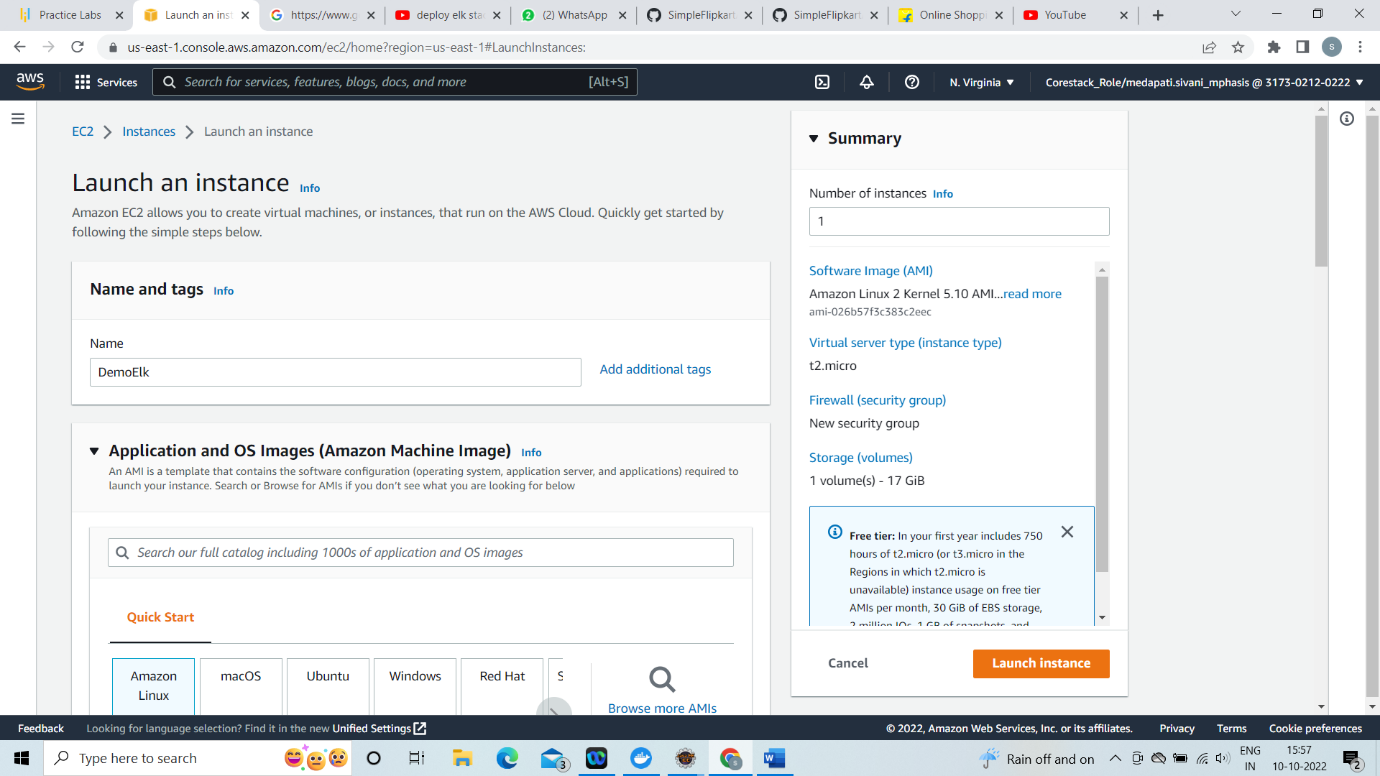 Practice Labs
Launch an inst
https://www.g
deploy elk sta
(2) WhatsApp
SimpleFlipkart
SimpleFlipkart
Online Shoppi
YouTube
us-east-1.console.aws.amazon.com/ec2/home?region=us-east-1#LaunchInstances:
S
aws
Services
Search for services, features, blogs, docs, and more
[Alt+S]
N. Virginia
Corestack_Role/medapati.sivani_mphasis @ 3173-0212-0222
EC2
Instances
Launch an instance
Launch an instance Info
Amazon EC2 allows you to create virtual machines, or instances, that run on the AWS Cloud. Quickly get started by
following the simple steps below.
Name and tags Info
Name
DemoElk
Add additional tags
Application and OS Images (Amazon Machine Image) Info
An AMI is a template that contains the software configuration (operating system, application server, and applications) required to
launch your instance. Search or Browse for AMIs if you don't see what you are looking for below
Search our full catalog including 1000s of application and OS images
Quick Start
Amazon
Linux
macOS
Ubuntu
Windows
Red Hat
S
Browse more AMIs
Summary
Number of instances Info
1
Software Image (AMI)
Amazon Linux 2 Kernel 5.10 AMI...read more
ami-026b57f3c383c2eec
Virtual server type (instance type)
t2.micro
Firewall (security group)
New security group
Storage (volumes)
1 volume(s) - 17 GiB
Free tier: In your first year includes 750
hours of t2.micro (or t3.micro in the
Regions in which t2.micro is
unavailable) instance usage on free tier
AMIs per month, 30 GiB of EBS storage,
2 million IOs, 1 GB of snapshots, and
Cancel
Launch instance
Feedback
Looking for language selection? Find it in the new Unified Settings
© 2022, Amazon Web Services, Inc. or its affiliates.
Privacy
Terms
Cookie preferences
Type here to search
3
Rain off and on
ENG
IN
15:57
10-10-2022
2